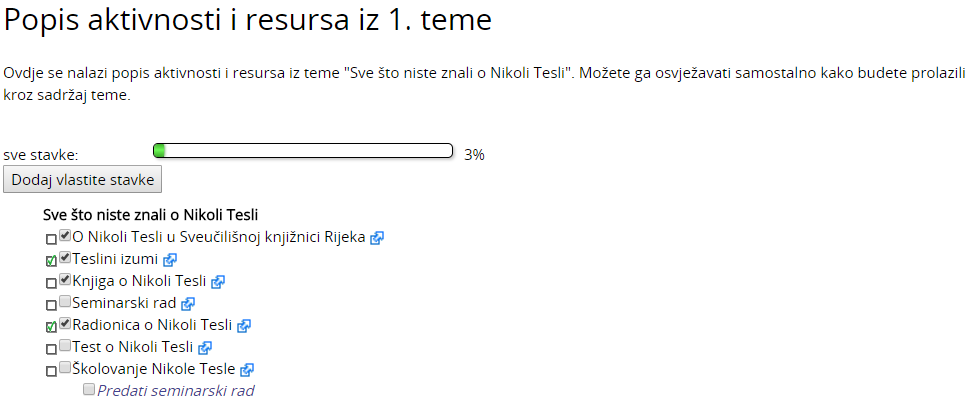 Popis aktivnosti i resursa iz 1. teme
Ovdje se nalazi popis aktivnosti i resursa iz teme "Sve što niste znali o Nikoli Tesli". Možete ga osvježavati samostalno kako budete prolazili
kroz sadržaj teme.
sve stavke: 3%
Dodaj vlastite stavke
Sve što niste znali o Nikoli Tesli
O Nikoli Tesli u Sveučilišnoj knjižnici Rijeka
Teslini izumi
Knjiga o Nikoli Tesli
Seminarski rad
Radionica o Nikoli Tesli
Test o Nikoli Tesli
Školovanje Nikole Tesle
Predati seminarski rad